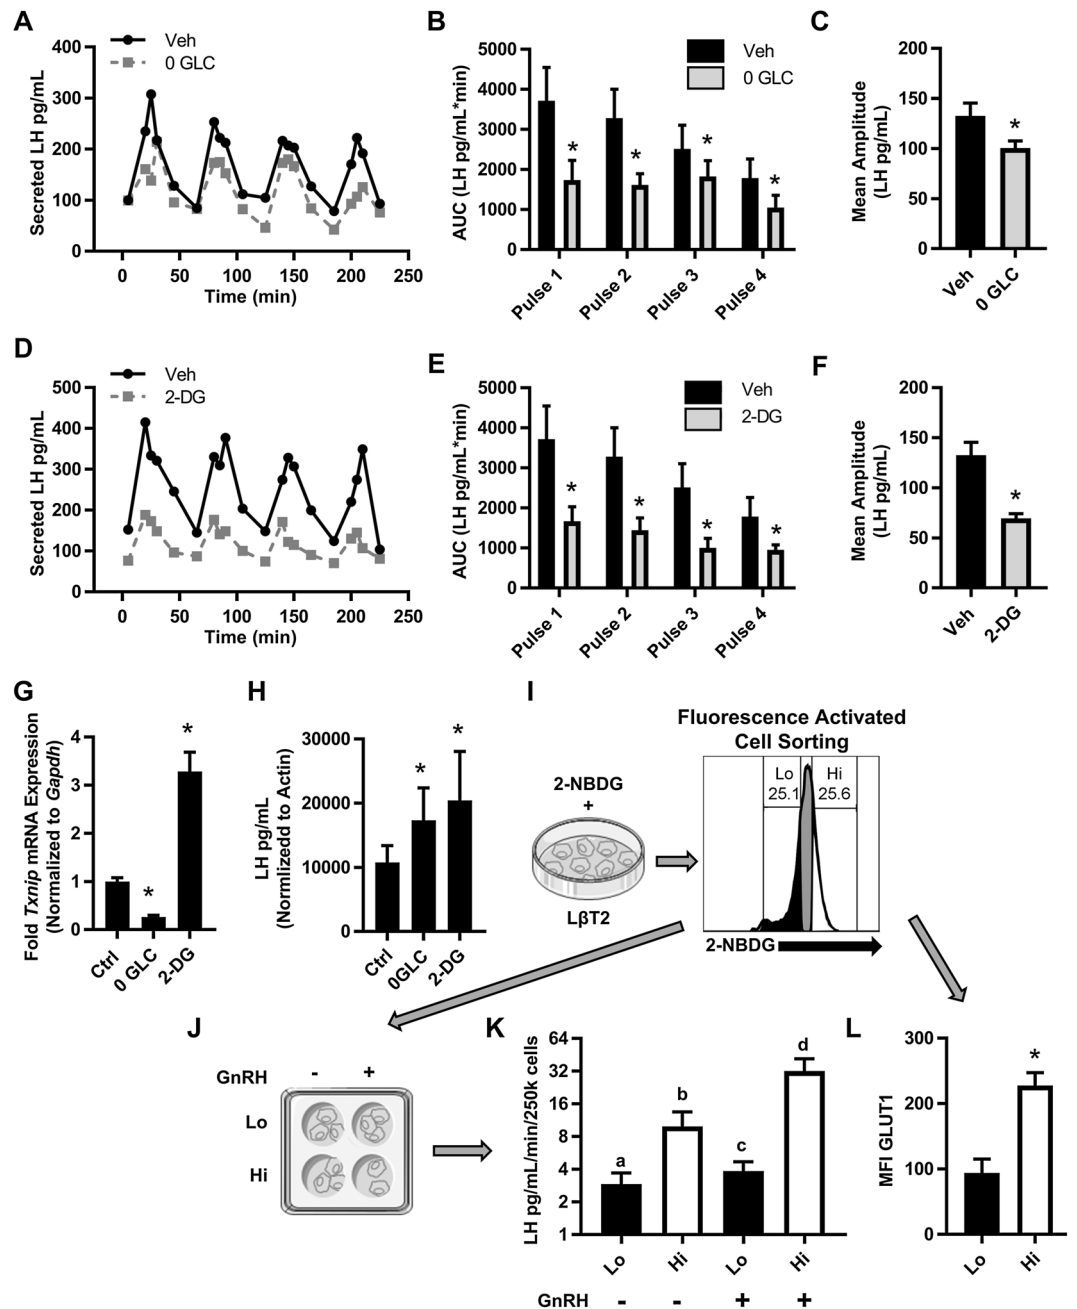 A
Veh
0 GLC
Secreted LH pg/mL
400
300
200
100
0
0 50 100 150 200 250
Time (min)
B
Veh
0 GLC
AUC (LH pg/mL*min)
5000
4000
3000
2000
1000
0
* * * *
Pulse 1 Pulse 2 Pulse 3 Pulse 4
C
Mean Amplitude
(LH pg/mL)
200
150
100
50
0
*
Veh 0 GLC
D
Veh
2-DG
Secreted LH pg/mL
500
400
300
200
100
0
0 50 100 150 200 250
Time (min)
E
Veh
2-DG
AUC (LH pg/mL*min)
5000
4000
3000
2000
1000
0
* * * *
Pulse 1 Pulse 2 Pulse 3 Pulse 4
F
Mean Amplitude
(LH pg/mL)
200
150
100
50
0
*
Veh 2-DG
G
Fold Txnip mRNA Expression
(Normalized to Gapdh)
4
3
2
1
0
* *
Ctrl 0 GLC 2-DG
H
LH pg/mL
(Normlizedd to Actin)
30000
20000
10000
0
* *
Ctrl 0GLC 2-DG
I
2-NBDG
+
LβT2
Fluorescence Activated
Cell Sorting
Lo Hi
25.1 25.6
2-NBDG
J
GnRH - +
Lo
Hi
K
LH pg/mL/min/250k cells
64
32
16
8
4
2
1
a b c d
Lo Hi Lo Hi
GnRH - - + +
L
MFI GLUT1
300
200
100
0
*
Lo Hi